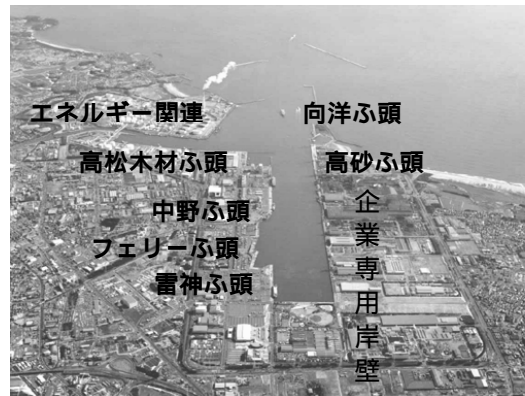 エネルギー関連
向洋ふ頭
高松木材ふ頭
高砂ふ頭
中野ふ頭
フェリーふ頭
雷神ふ頭
企業専用岸壁